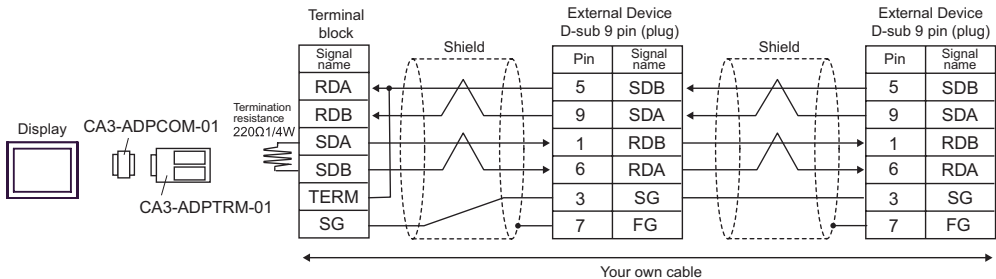 Display
CA3-ADPCOM-01
CA3-ADPTRM-01
Termination
resistance
220Ω1/4W
Terminal
block
Signal
name
RDA
RDB
SDA
SDB
TERM
SG
Shield
External Device
D-sub 9 pin (plug)
Pin Signal
name
5 SDB
9 SDA
1 RDB
6 RDA
3 SG
7 FG
Shield
External Device
D-sub 9 pin (plug)
Pin Signal
name
5 SDB
9 SDA
1 RDB
6 RDA
3 SG
7 FG
Your own cable